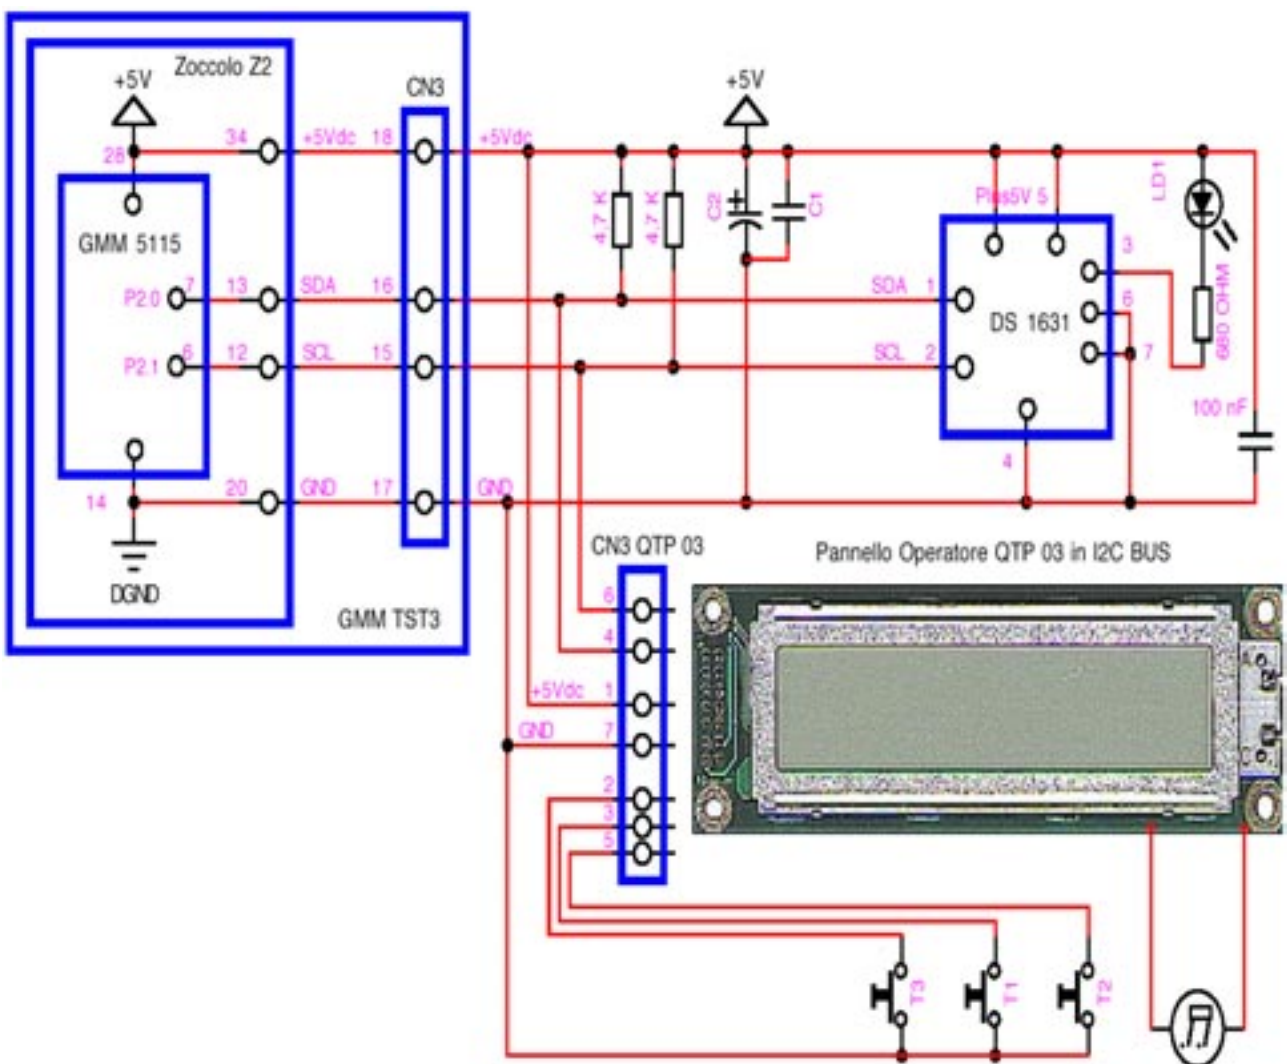 Zoccolo Z2
+5V
CN3
+5V
34
+5Vdc
18
+5Vdc
28
LD1
4,7 K
4,7 K
C2
C1
Plus5V 5
GMM 5115
3
P2.0
7
13
SDA
16
SDA
1
6
DS 1631
680 OHM
P2.1
6
12
SCL
15
SCL
2
7
100 nF
4
14
20
GND
17
GND
DGND
CN3 QTP 03
Pannello Operatore QTP 03 in I2C BUS
GMM TST3
6
4
+5Vdc
1
GND
7
2
3
5
T3
T1
T2